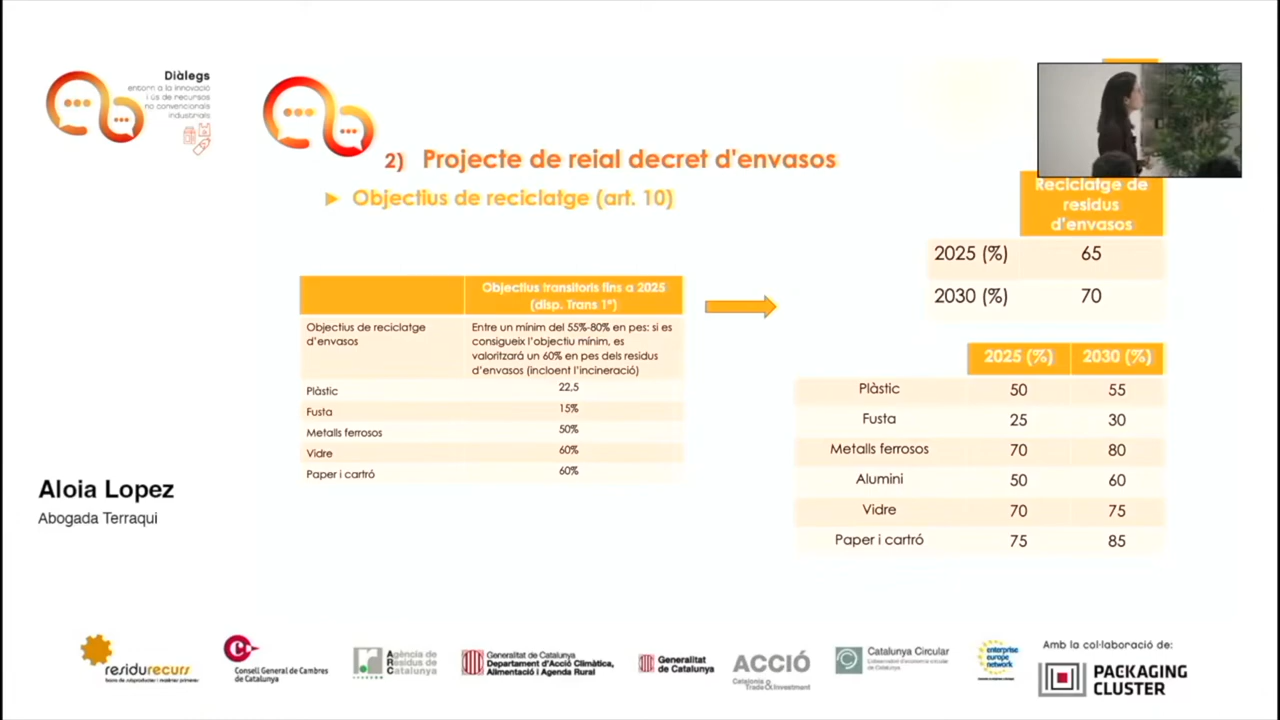 Diàlegs
entorn a la innovació
i ús de recursos
no convencionals
industrials
2) Projecte de reial decret d'envasos
► Objectius de reciclatge (art. 10)
Objectius transitoris fins a 2025
(disp. Trans 1ª)
Objectius de reciclatge
d'envasos
Entre un mínim del 55%-80% en pes: si es
consigueix l'objectiu mínim, es
valoritzará un 60% en pes dels residus
d'envasos (incloent l'incineració)
Plàstic 22,5
Fusta 15%
Metalls ferrosos 50%
Vidre 60%
Paper i cartró 60%
Reciclatge de
residus
d'envasos
2025 (%) 65
2030 (%) 70
2025 (%) 2030 (%)
Plàstic 50 55
Fusta 25 30
Metalls ferrosos 70 80
Alumini 50 60
Vidre 70 75
Paper i cartró 75 85
Aloia Lopez
Abogada Terraqui
residurecurs
Consell General de Cambres
de Catalunya
Agència de
Residus de
Catalunya
Generalitat de Catalunya
Departament d'Acció Climàtica,
Alimentació i Agenda Rural
Generalitat
de Catalunya
ACCIÓ
Catalonia
Trade & Investment
Catalunya Circular
enterprise
europe
network
Amb la col·laboració de:
PACKAGING
CLUSTER